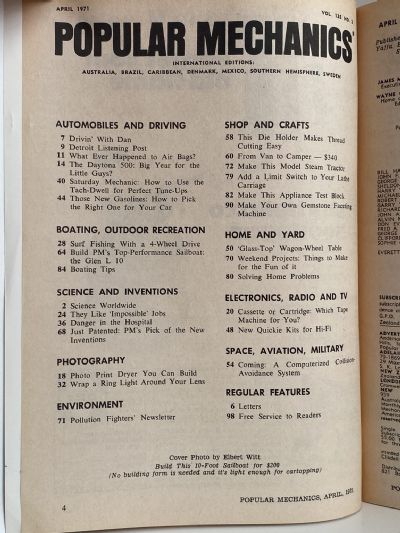 APRIL 1971
VOL. 135 NO.
POPULAR MECHANICS
INTERNATIONAL EDITIONS:
AUSTRALIA, BRAZIL, CARIBBEAN, DENMARK, MEXICO, SOUTHERN HEMISPHERE, SWEDEN
AUTOMOBILES AND DRIVING
7 Drivin' With Dan
9 Detroit Listening Post
11 What Ever Happened to Air Bags?
14 The Daytona 500: Big Year for the
Little Guys?
40 Saturday Mechanic: How to Use the
Tach-Dwell for Perfect Tune-Ups
44 Those New Gasolines: How to Pick
the Right One for Your Car
BOATING, OUTDOOR RECREATION
28 Surf Fishing With a 4-Wheel Drive
64 Build PM's Top-Performance Sailboat:
the Glen L 10
84 Boating Tips
SCIENCE AND INVENTIONS
2 Science Worldwide
24 They Like 'Impossible' Jobs
36 Danger in the Hospital
68 Just Patented: PM's Pick of the New
Inventions
PHOTOGRAPHY
18 Photo Print Dryer You Can Build
32 Wrap a Ring Light Around Your Lens
ENVIRONMENT
71 Pollution Fighters' Newsletter
SHOP AND CRAFTS
58 This Die Holder Makes Thread
Cutting Easy
60 From Van to Camper — $340
72 Make This Model Steam Tractor
79 Add a Limit Switch to Your Lathe
Carriage
82 Make This Appliance Test Block
90 Make Your Own Gemstone Faceting
Machine
HOME AND YARD
50 'Glass-Top' Wagon-Wheel Table
70 Weekend Projects: Things to Make
for the Fun of it
80 Solving Home Problems
ELECTRONICS, RADIO AND TV
20 Cassette or Cartridge: Which Tape
Machine for You?
48 New Quickie Kits for Hi-Fi
SPACE, AVIATION, MILITARY
54 Coming: A Computerized Collision-
Avoidance System
REGULAR FEATURES
6 Letters
98 Free Service to Readers
Cover Photo by Elbert Witt
Build This 10-Foot Sailboat for $200
(No building form is needed and it's light enough for cartopping)
4
POPULAR MECHANICS, APRIL, 1971
APRIL